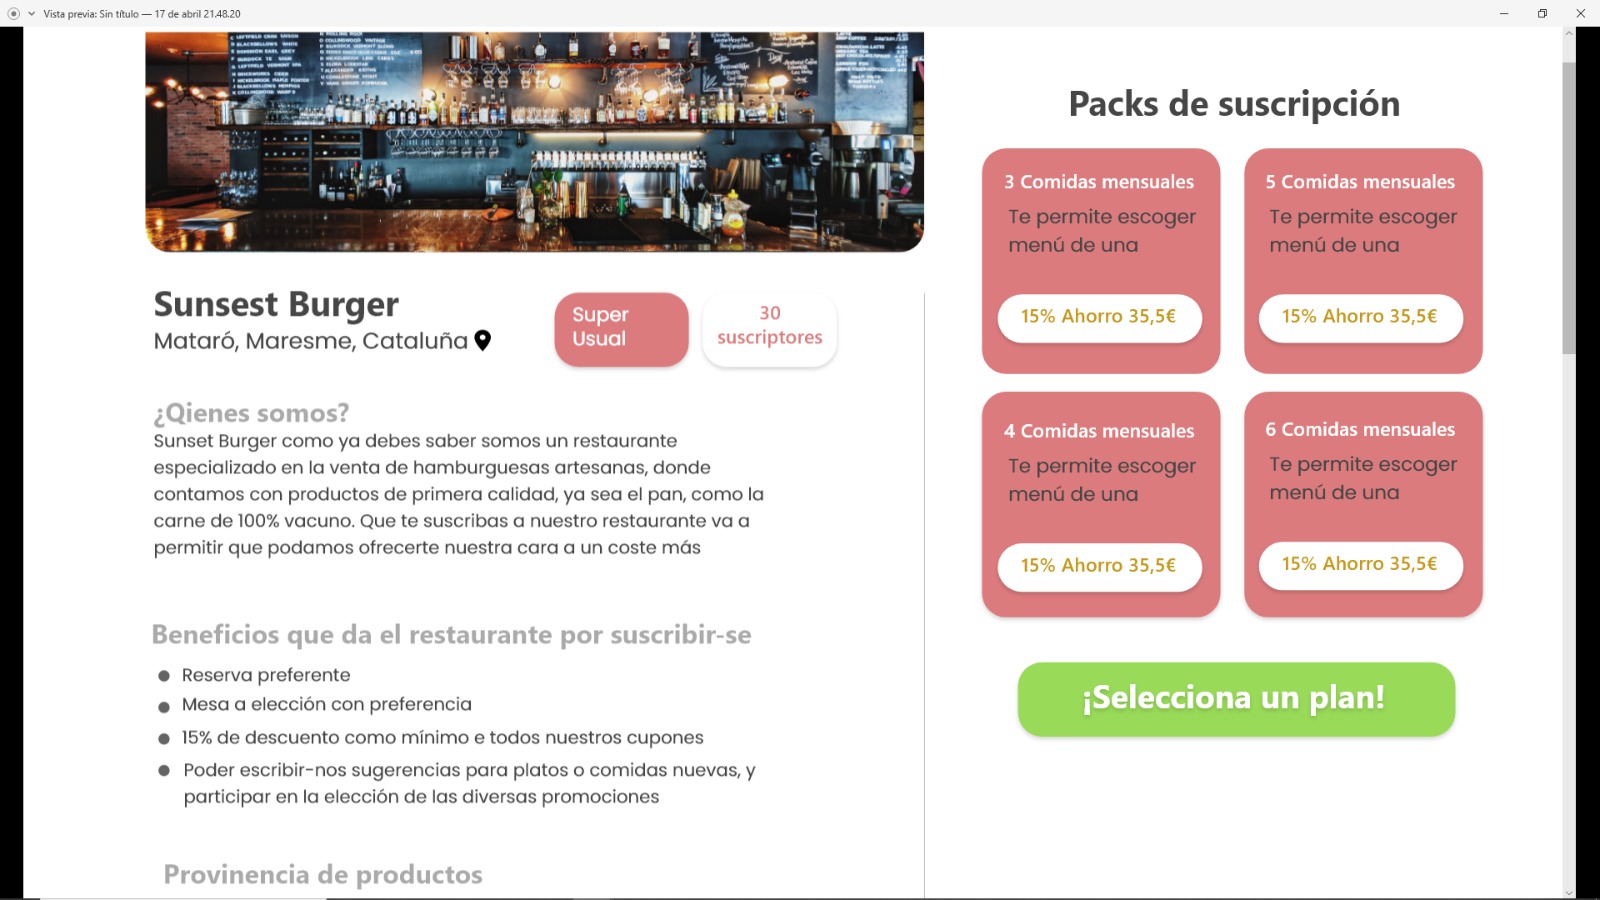 Vista previa: Sin título — 17 de abril 21.48.20
Packs de suscripción
3 Comidas mensuales
Te permite escoger
menú de una
15% Ahorro 35,5€
5 Comidas mensuales
Te permite escoger
menú de una
15% Ahorro 35,5€
4 Comidas mensuales
Te permite escoger
menú de una
15% Ahorro 35,5€
6 Comidas mensuales
Te permite escoger
menú de una
15% Ahorro 35,5€
¡Selecciona un plan!
Sunsest Burger
Mataró, Maresme, Cataluña
Super
Usual
30
suscriptores
¿Qienes somos?
Sunset Burger como ya debes saber somos un restaurante
especializado en la venta de hamburguesas artesanas, donde
contamos con productos de primera calidad, ya sea el pan, como la
carne de 100% vacuno. Que te suscribas a nuestro restaurante va a
permitir que podamos ofrecerte nuestra cara a un coste más
Beneficios que da el restaurante por suscribir-se
Reserva preferente
Mesa a elección con preferencia
15% de descuento como mínimo e todos nuestros cupones
Poder escribir-nos sugerencias para platos o comidas nuevas, y
participar en la elección de las diversas promociones
Provinencia de productos